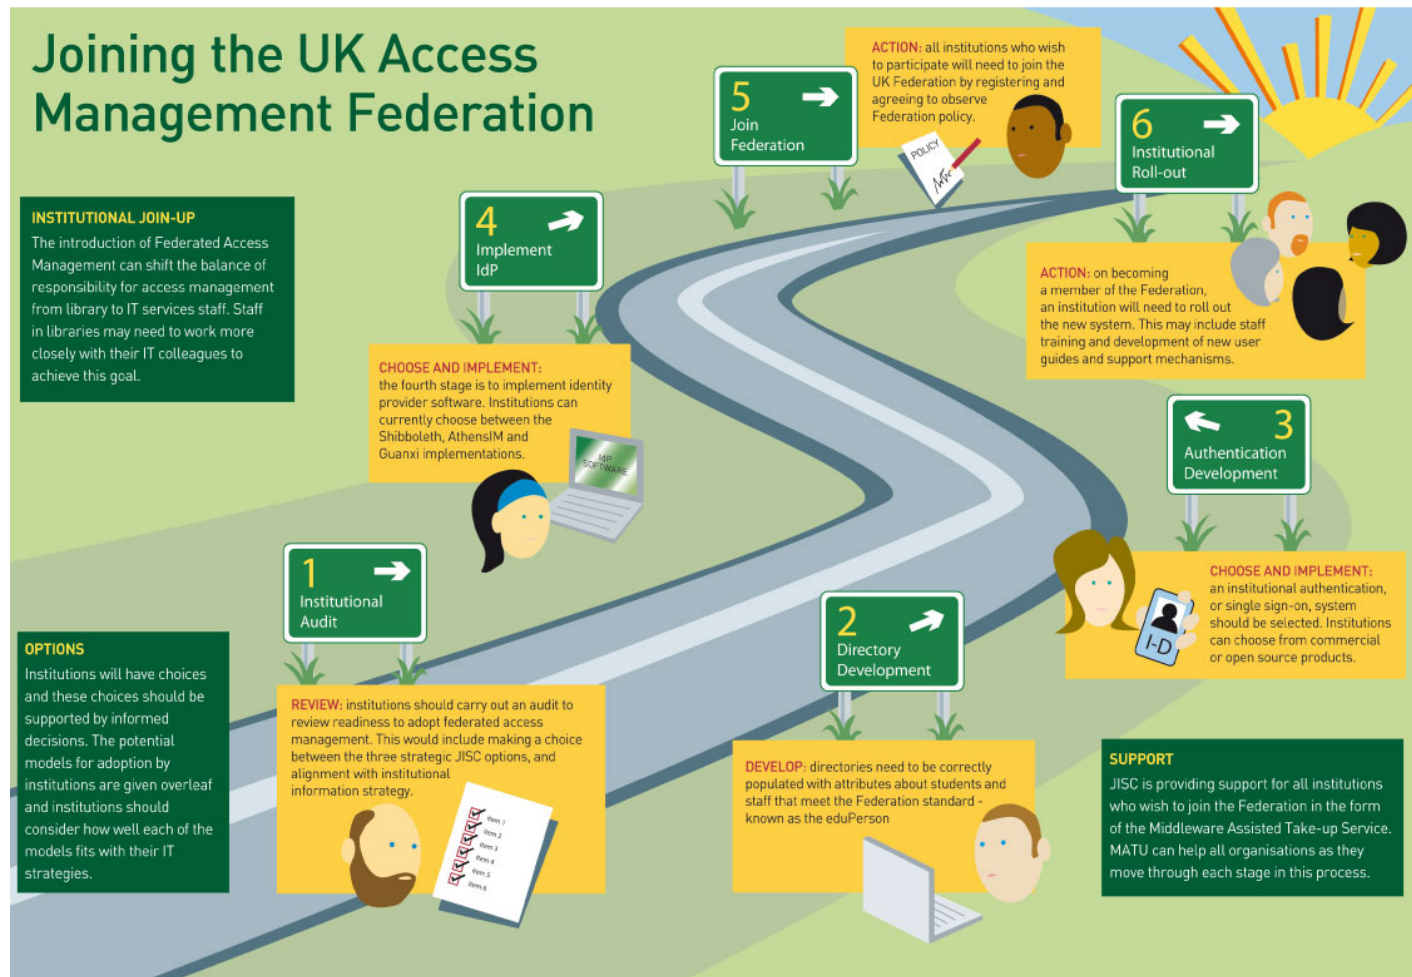 Joining the UK Access
Management Federation
INSTITUTIONAL JOIN-UP
The introduction of Federated Access
Management can shift the balance of
responsibility for access management
from library to IT services staff. Staff
in libraries may need to work more
closely with their IT colleagues to
achieve this goal.
OPTIONS
Institutions will have choices
and these choices should be
supported by informed
decisions. The potential
models for adoption by
institutions are given overleaf
and institutions should
consider how well each of the
models fits with their IT
strategies.
1
Institutional
Audit
REVIEW: institutions should carry out an audit to
review readiness to adopt federated access
management. This would include making a choice
between the three strategic JISC options, and
alignment with institutional
information strategy.
item 1
item 2
item 3
item 4
item 5
item 6
2
Directory
Development
DEVELOP: directories need to be correctly
populated with attributes about students and
staff that meet the Federation standard -
known as the eduPerson
3
Authentication
Development
CHOOSE AND IMPLEMENT:
an institutional authentication,
or single sign-on, system
should be selected. Institutions
can choose from commercial
or open source products.
I-D
4
Implement
IdP
CHOOSE AND IMPLEMENT:
the fourth stage is to implement identity
provider software. Institutions can
currently choose between the
Shibboleth, AthensIM and
Guanxi implementations.
IdP
SOFTWARE
5
Join
Federation
ACTION: all institutions who wish
to participate will need to join the
UK Federation by registering and
agreeing to observe
Federation policy.
POLICY
6
Institutional
Roll-out
ACTION: on becoming
a member of the Federation,
an institution will need to roll out
the new system. This may include staff
training and development of new user
guides and support mechanisms.
SUPPORT
JISC is providing support for all institutions
who wish to join the Federation in the form
of the Middleware Assisted Take-up Service.
MATU can help all organisations as they
move through each stage in this process.